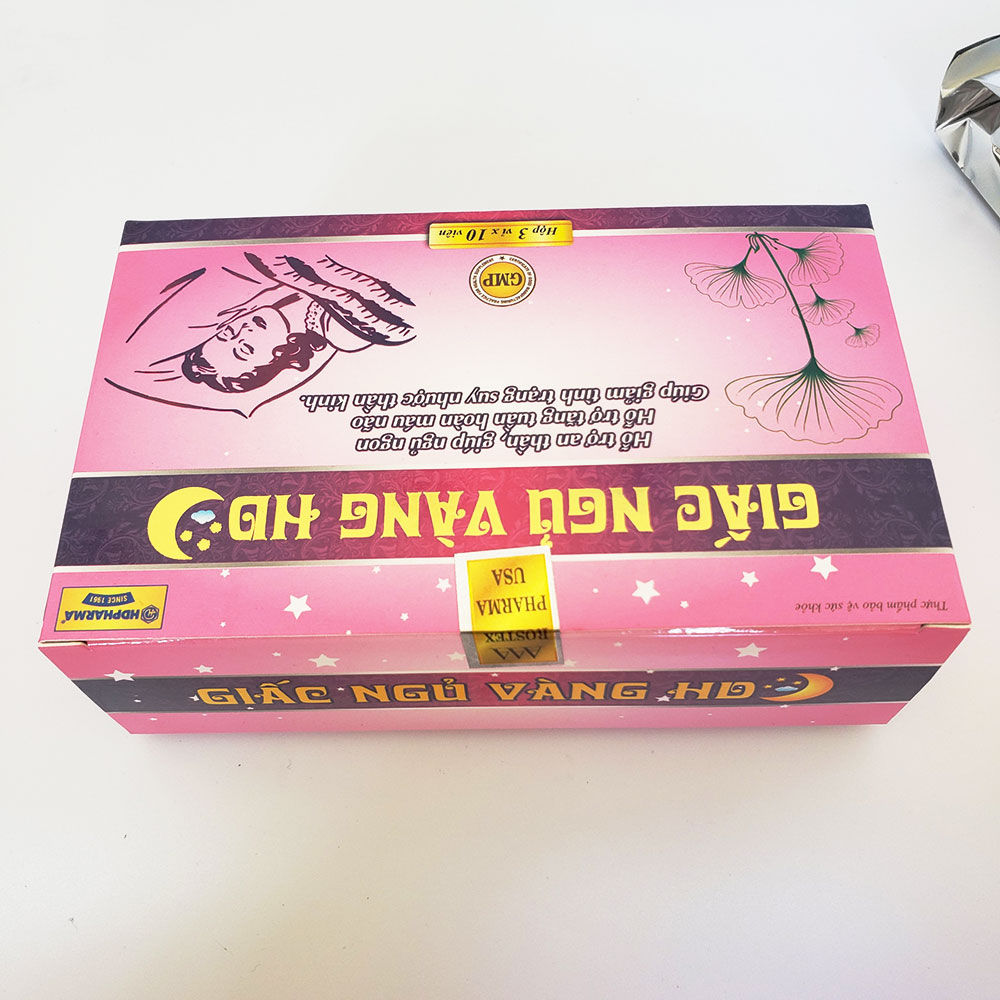 Thực phẩm bảo vệ sức khỏe
HDPHARMA®
SINCE 1961
GIẤC NGỦ VÀNG HD
Hỗ trợ an thần, giúp ngủ ngon
Hỗ trợ tăng tuần hoàn máu não
Giúp giảm tình trạng suy nhược thần kinh.
GMP
Hộp 3 vỉ x 10 viên
AAA
ROSTEX
PHARMA
USA
GIẤC NGỦ VÀNG HD